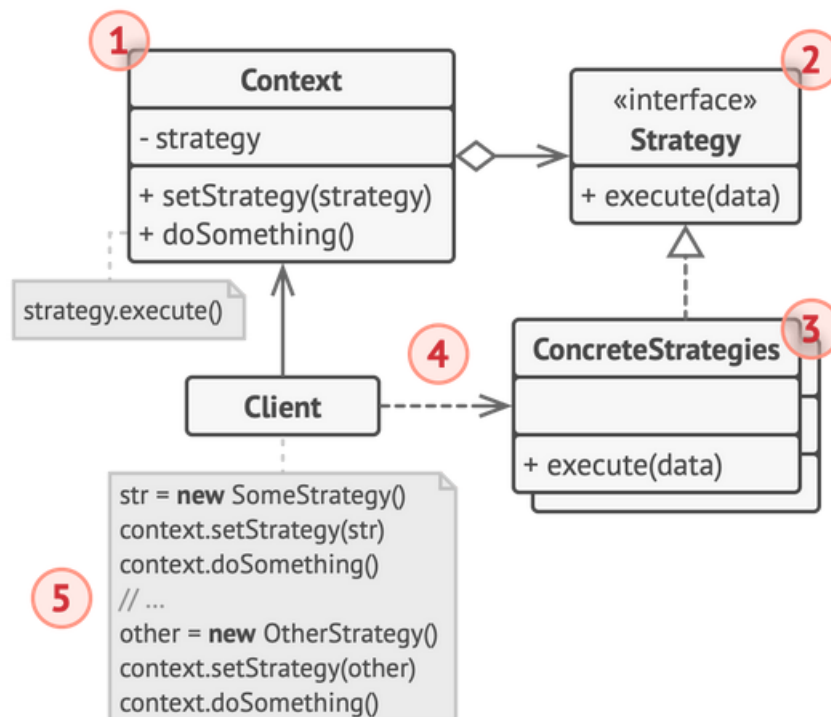 1
Context
- strategy
+ setStrategy(strategy)
+ doSomething()
strategy.execute()
2
«interface»
Strategy
+ execute(data)
3
ConcreteStrategies
+ execute(data)
4
Client
5
str = new SomeStrategy()
context.setStrategy(str)
context.doSomething()
// ...
other = new OtherStrategy()
context.setStrategy(other)
context.doSomething()